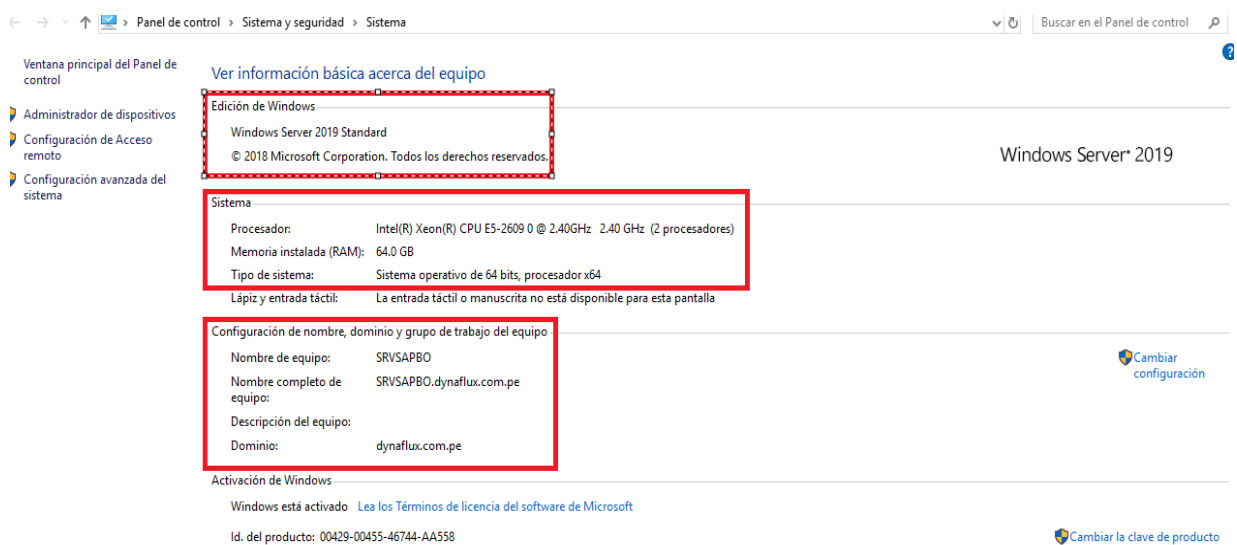 Panel de control > Sistema y seguridad > Sistema
Buscar en el Panel de control
Ventana principal del Panel de
control
Administrador de dispositivos
Configuración de Acceso
remoto
Configuración avanzada del
sistema
Ver información básica acerca del equipo
Edición de Windows
Windows Server 2019 Standard
© 2018 Microsoft Corporation. Todos los derechos reservados.
Windows Server 2019
Sistema
Procesador: Intel(R) Xeon(R) CPU E5-2609 0 @ 2.40GHz 2.40 GHz (2 procesadores)
Memoria instalada (RAM): 64.0 GB
Tipo de sistema: Sistema operativo de 64 bits, procesador x64
Lápiz y entrada táctil: La entrada táctil o manuscrita no está disponible para esta pantalla
Configuración de nombre, dominio y grupo de trabajo del equipo
Nombre de equipo: SRVSAPBO
Nombre completo de SRVSAPBO.dynaflux.com.pe
equipo:
Descripción del equipo:
Dominio: dynaflux.com.pe
Cambiar
configuración
Activación de Windows
Windows está activado Lea los Términos de licencia del software de Microsoft
Id. del producto: 00429-00455-46744-AA558
Cambiar la clave de producto